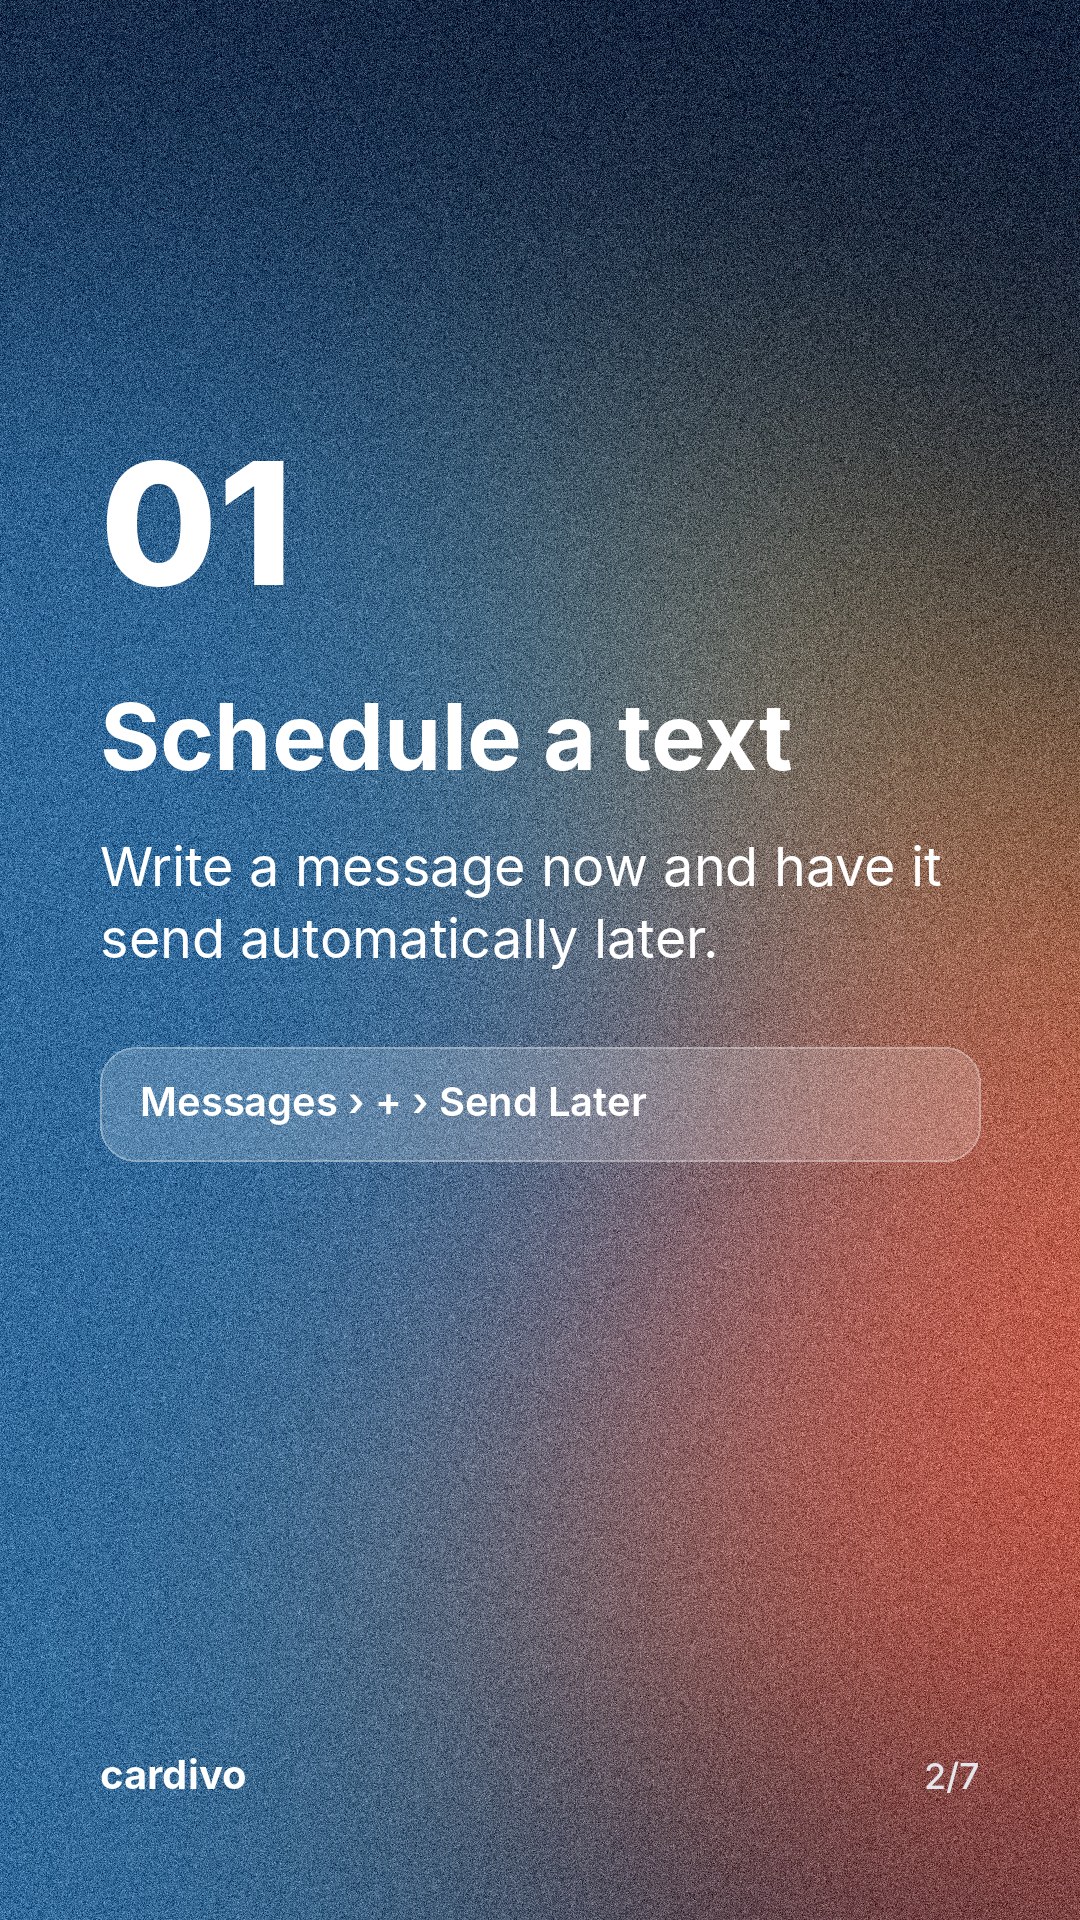 01
Schedule a text
Write a message now and have it
send automatically later.
Messages › + › Send Later
cardivo
2/7